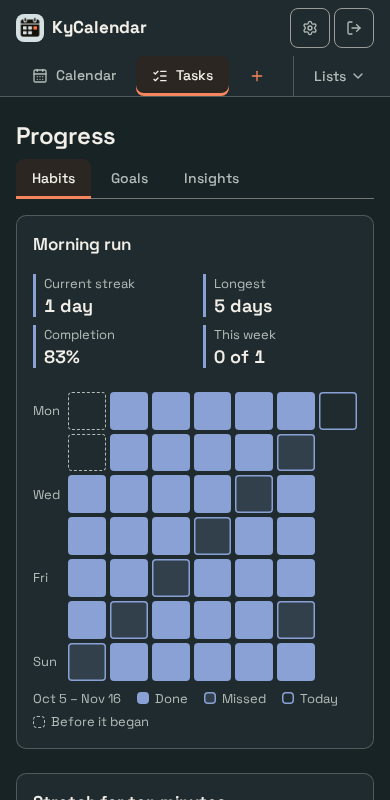 KyCalendar
Calendar
Tasks
+
Lists
Progress
Habits
Goals
Insights
Morning run
Current streak
1 day
Longest
5 days
Completion
83%
This week
0 of 1
Mon
Wed
Fri
Sun
Oct 5 – Nov 16
Done
Missed
Today
Before it began